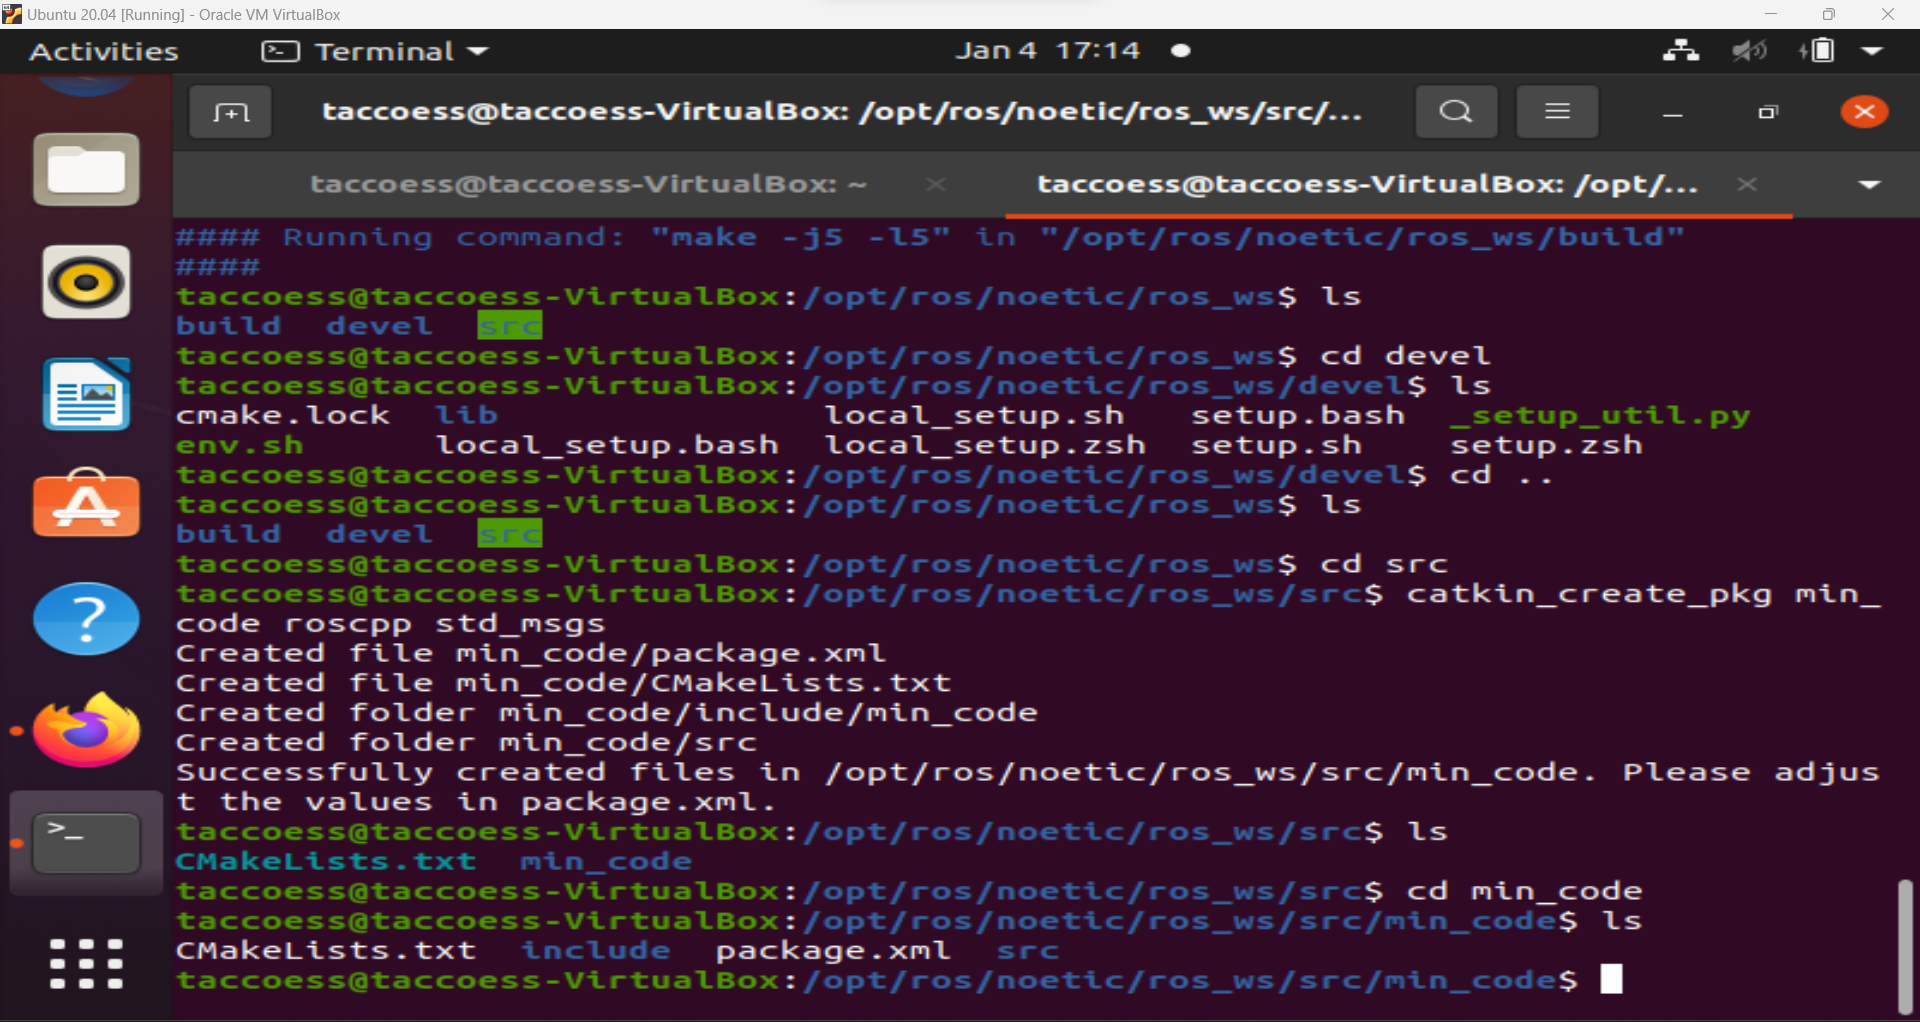 Ubuntu 20.04 [Running] - Oracle VM VirtualBox
Activities Terminal Jan 4 17:14
taccoess@taccoess-VirtualBox: /opt/ros/noetic/ros_ws/src/...
taccoess@taccoess-VirtualBox: ~ taccoess@taccoess-VirtualBox: /opt/...
#### Running command: "make -j5 -l5" in "/opt/ros/noetic/ros_ws/build"
####
taccoess@taccoess-VirtualBox:/opt/ros/noetic/ros_ws$ ls
build devel src
taccoess@taccoess-VirtualBox:/opt/ros/noetic/ros_ws$ cd devel
taccoess@taccoess-VirtualBox:/opt/ros/noetic/ros_ws/devel$ ls
cmake.lock lib local_setup.sh setup.bash _setup_util.py
env.sh local_setup.bash local_setup.zsh setup.sh setup.zsh
taccoess@taccoess-VirtualBox:/opt/ros/noetic/ros_ws/devel$ cd ..
taccoess@taccoess-VirtualBox:/opt/ros/noetic/ros_ws$ ls
build devel src
taccoess@taccoess-VirtualBox:/opt/ros/noetic/ros_ws$ cd src
taccoess@taccoess-VirtualBox:/opt/ros/noetic/ros_ws/src$ catkin_create_pkg min_
code roscpp std_msgs
Created file min_code/package.xml
Created file min_code/CMakeLists.txt
Created folder min_code/include/min_code
Created folder min_code/src
Successfully created files in /opt/ros/noetic/ros_ws/src/min_code. Please adjus
t the values in package.xml.
taccoess@taccoess-VirtualBox:/opt/ros/noetic/ros_ws/src$ ls
CMakeLists.txt min_code
taccoess@taccoess-VirtualBox:/opt/ros/noetic/ros_ws/src$ cd min_code
taccoess@taccoess-VirtualBox:/opt/ros/noetic/ros_ws/src/min_code$ ls
CMakeLists.txt include package.xml src
taccoess@taccoess-VirtualBox:/opt/ros/noetic/ros_ws/src/min_code$